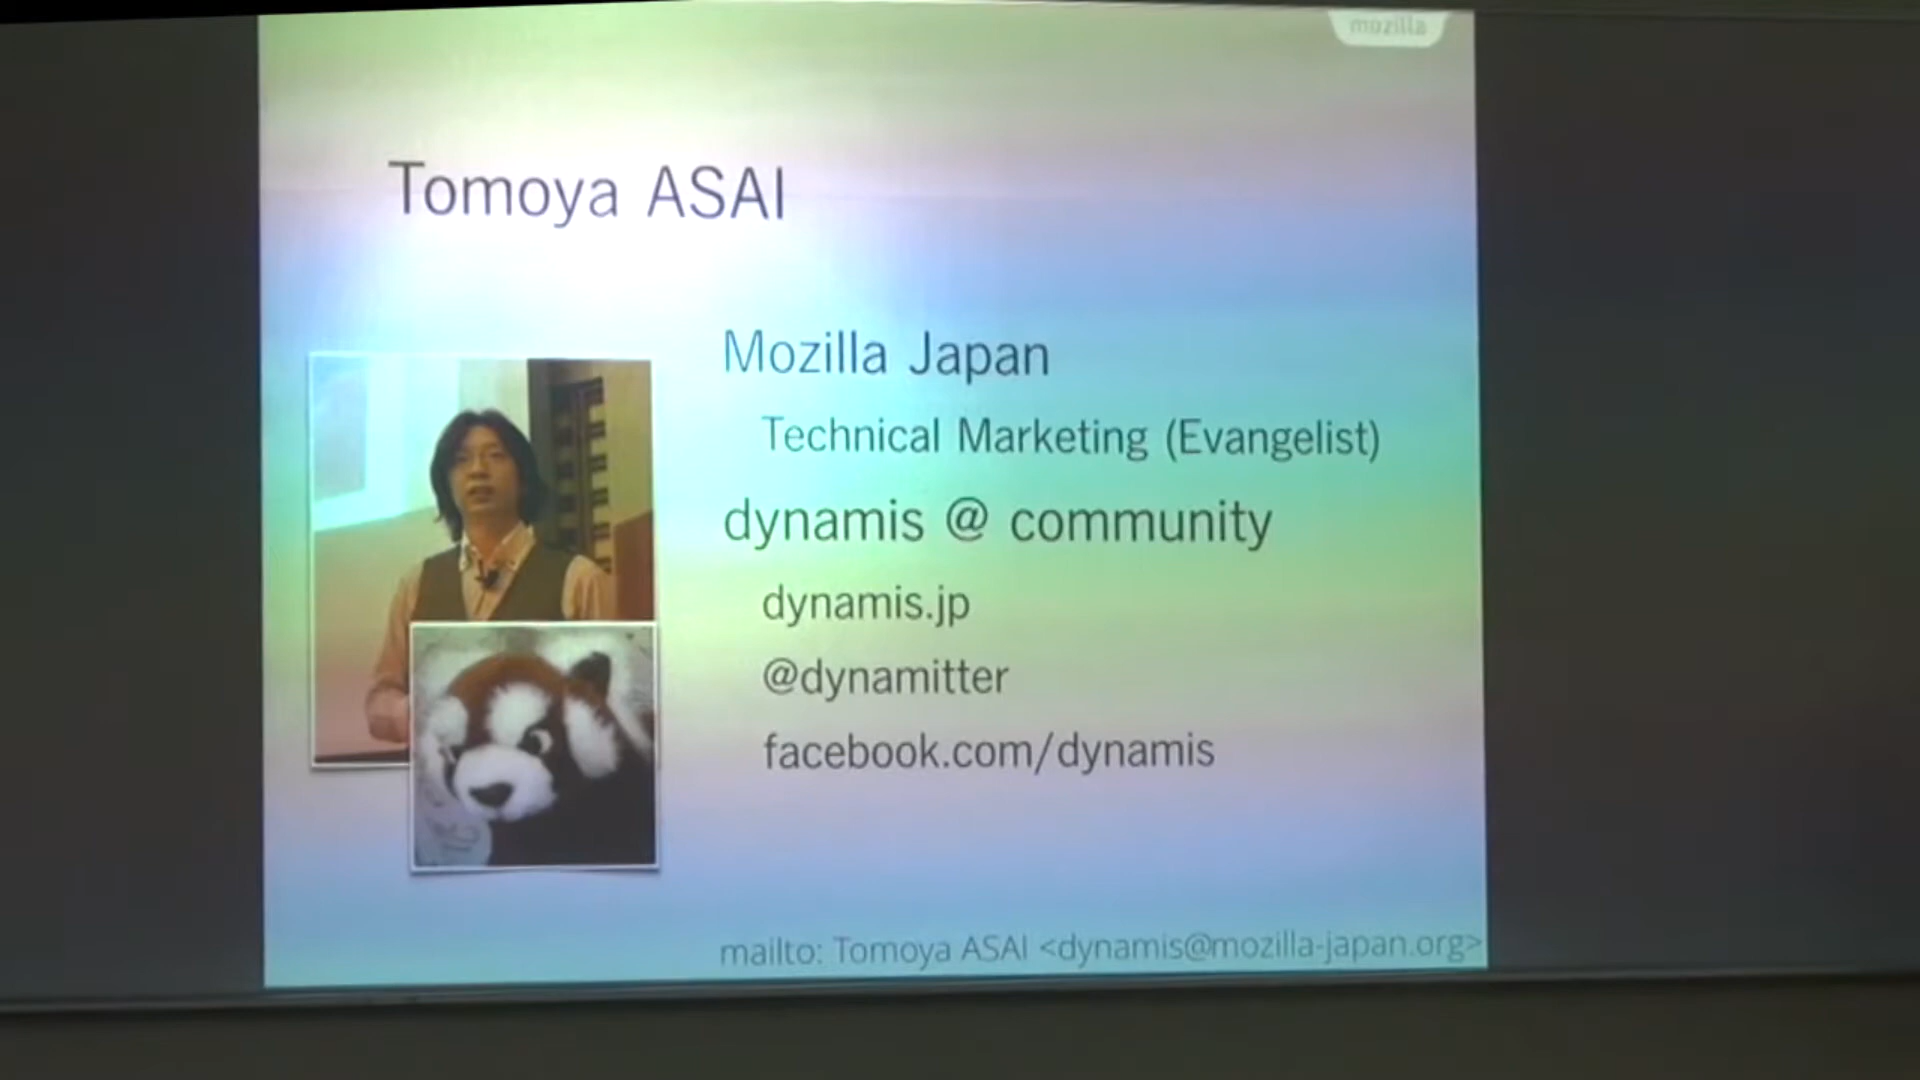 mozilla
Tomoya ASAI
Mozilla Japan
Technical Marketing (Evangelist)
dynamis @ community
dynamis.jp
@dynamitter
facebook.com/dynamis
mailto: Tomoya ASAI <dynamis@mozilla-japan.org>